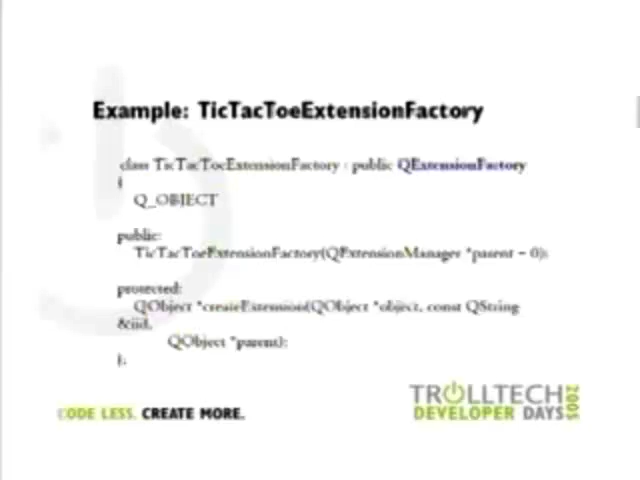 Example: TicTacToeExtensionFactory
class TicTacToeExtensionFactory : public QExtensionFactory
{
Q_OBJECT
public:
TicTacToeExtensionFactory(QExtensionManager *parent = 0);
protected:
QObject *createExtension(QObject *object, const QString
&iid,
QObject *parent);
};
CODE LESS. CREATE MORE.
TROLLTECH
DEVELOPER DAYS
2005